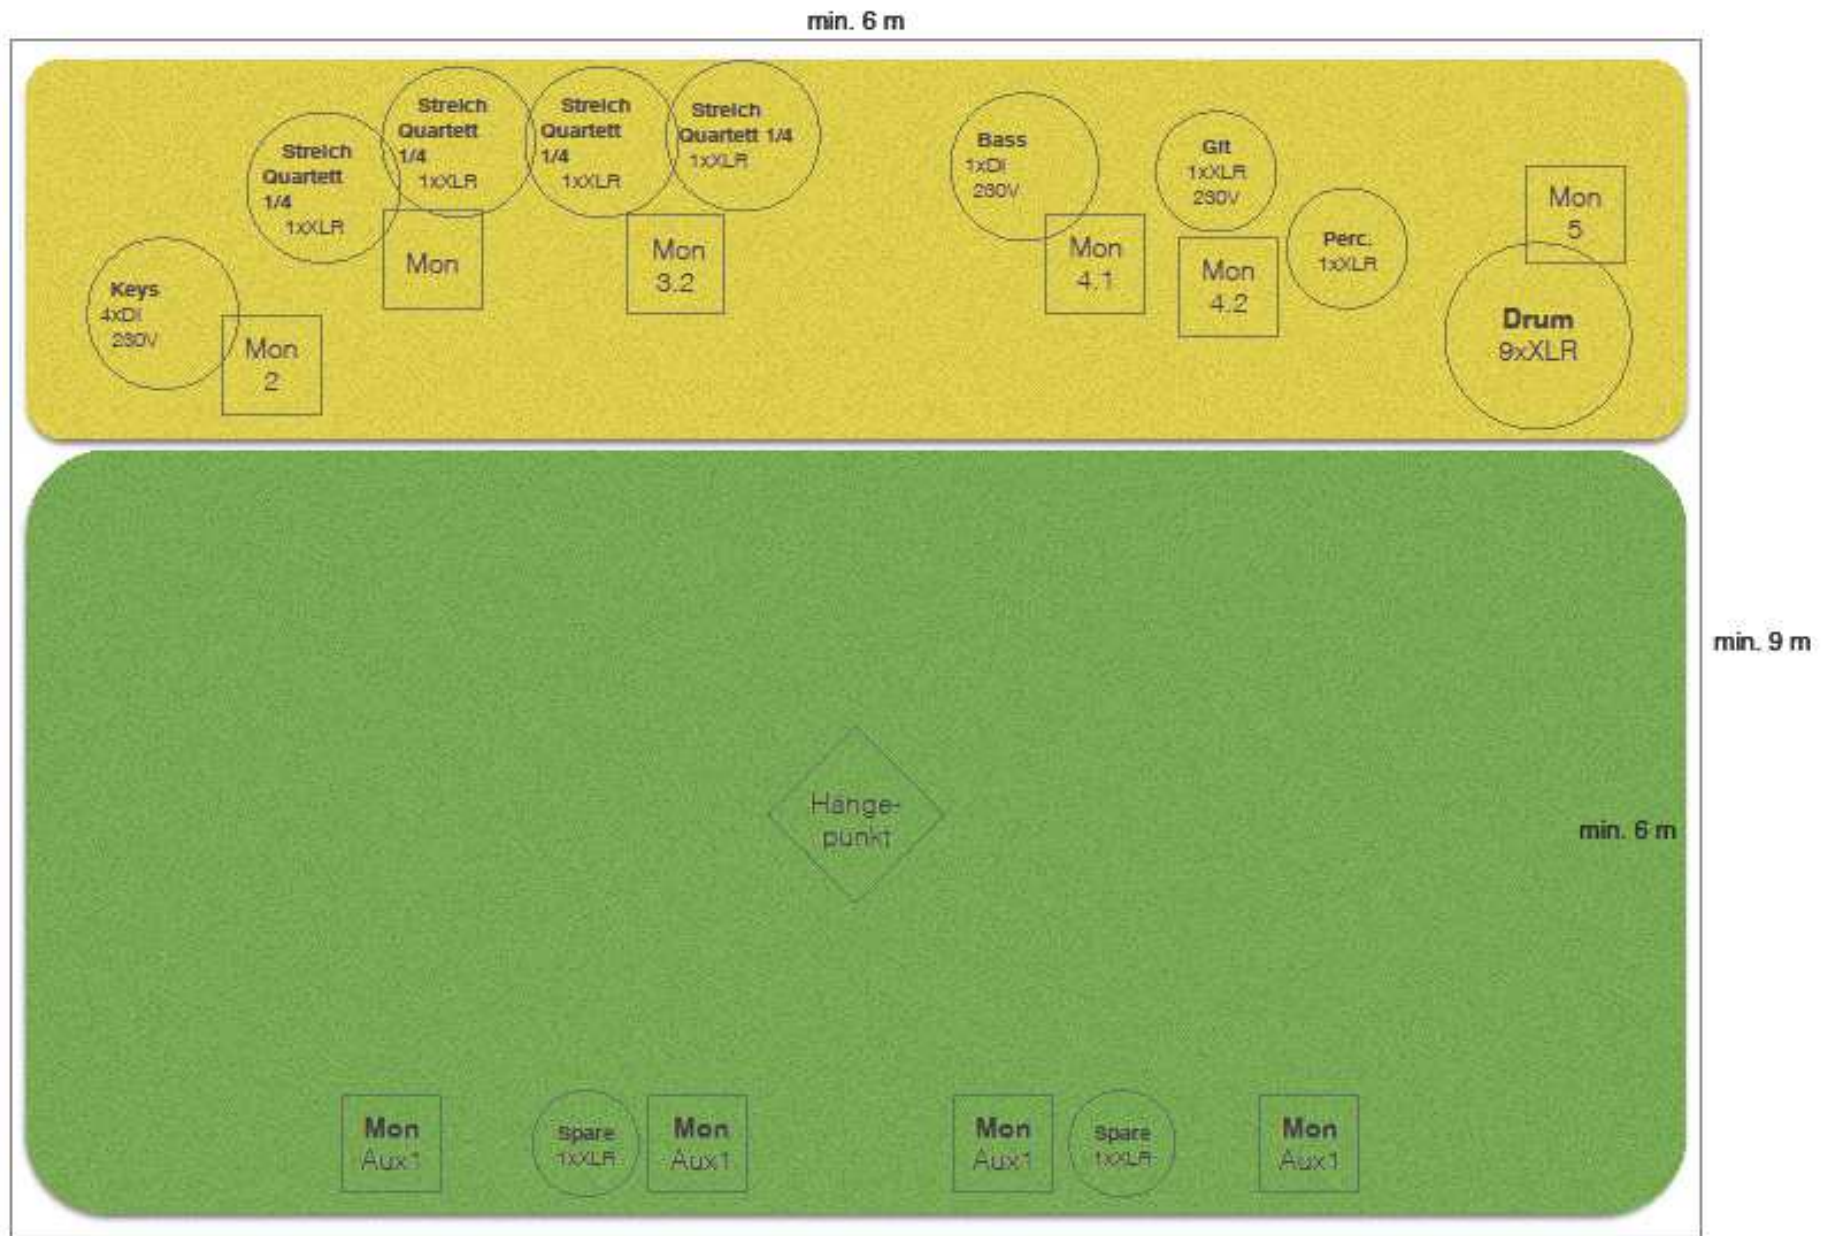 min. 6 m
Streich
Quartett
1/4
1xXLR
Streich
Quartett
1/4
1xXLR
Streich
Quartett
1/4
1xXLR
Streich
Quartett 1/4
1xXLR
Bass
1xDI
230V
Git
1xXLR
230V
Perc.
1xXLR
Mon
5
Drum
9xXLR
Keys
4xDI
230V
Mon
2
Mon
Mon
3.2
Mon
4.1
Mon
4.2
min. 9 m
Hänge-
punkt
min. 6 m
Mon
Aux1
Spare
1xXLR
Mon
Aux1
Mon
Aux1
Spare
1xXLR
Mon
Aux1